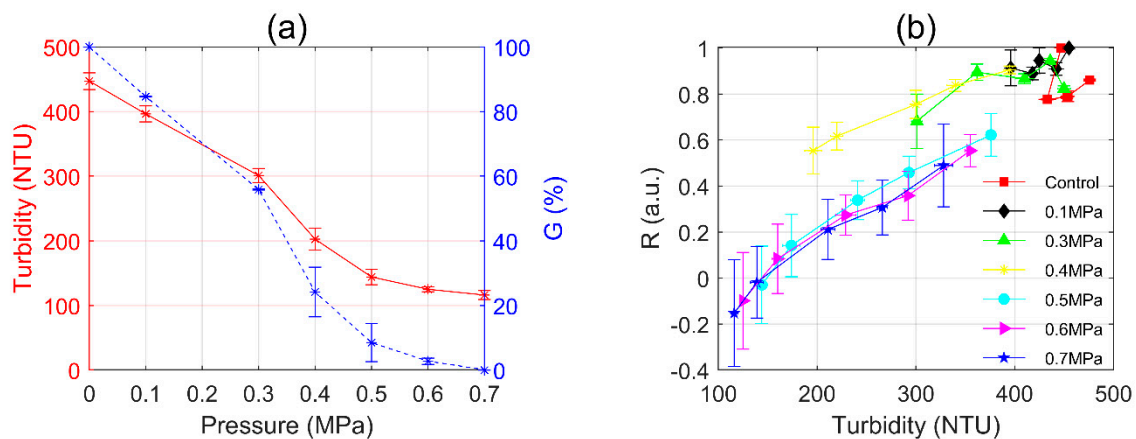 (a)
500
400
300
200
100
0
Turbidity (NTU)
100
80
60
40
20
0
G (%)
0 0.1 0.2 0.3 0.4 0.5 0.6 0.7
Pressure (MPa)
(b)
1
0.8
0.6
0.4
0.2
0
-0.2
-0.4
R (a.u.)
Control
0.1MPa
0.3MPa
0.4MPa
0.5MPa
0.6MPa
0.7MPa
100 200 300 400 500
Turbidity (NTU)